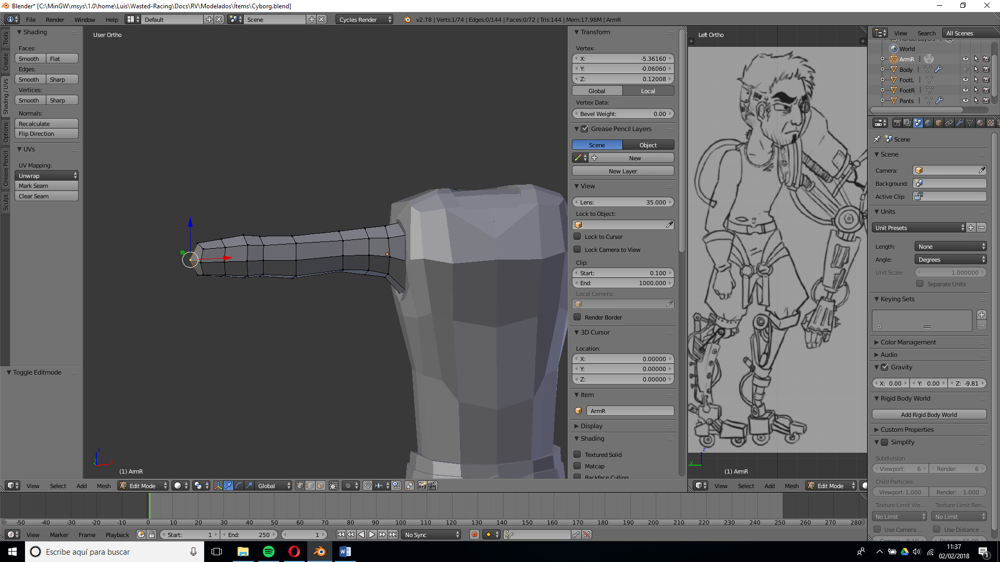 Blender* [C:\MinGW\msys\1.0\home\Luis\Wasted-Racing\Docs\RV\Modelados\Ítems\Cyborg.blend]
File Render Window Help Default Scene Cycles Render v2.78 | Verts:1/74 | Edges:0/144 | Faces:0/72 | Tris:144 | Mem:17.98M | ArmR
Tools
Create
Shading / UVs
Options
Grease Pencil
Sculpt
Shading
Faces:
Smooth Flat
Edges:
Smooth Sharp
Vertices:
Smooth Sharp
Normals:
Recalculate
Flip Direction
UVs
UV Mapping:
Unwrap
Mark Seam
Clear Seam
Toggle Editmode
User Ortho
z
x
(1) ArmR
Transform
Vertex:
X: -5.36160
Y: -0.06060
Z: 0.12008
Global Local
Vertex Data:
Bevel Weight: 0.00
Grease Pencil Layers
Scene Object
New
New Layer
View
Lens: 35.000
Lock to Object:
Lock to Cursor
Lock Camera to View
Clip:
Start: 0.100
End: 1000.000
Local Camera:
Render Border
3D Cursor
Location:
X: 0.00000
Y: 0.00000
Z: 0.00000
Item
ArmR
Display
Shading
Textured Solid
Matcap
Backface Culling
Left Ortho
z
y
(1) ArmR
View Search All Scenes
RenderLayers
World
ArmR
Body
FootL
FootR
Pants
Scene
Scene
Camera:
Background:
Active Clip:
Units
Unit Presets
Length: None
Angle: Degrees
Unit Scale: 1.000000
Separate Units
Keying Sets
Color Management
Audio
Gravity
X: 0.00 Y: 0.00 Z: -9.81
Rigid Body World
Add Rigid Body World
Custom Properties
Simplify
Subdivision
Viewport: 6 Render: 6
Child Particles
Viewport: 1.000 Render: 1.000
Texture Limit Vie... Texture Limit Ren...
No Limit No Limit
Use Camera ... Use Distance ...
View Select Add Mesh Edit Mode Global
View Select Add Mesh Edit Mode
-50 -40 -30 -20 -10 0 10 20 30 40 50 60 70 80 90 100 110 120 130 140 150 160 170 180 190 200 210 220 230 240 250 260 270 280
View Marker Frame Playback Start: 1 End: 250 1 No Sync
Escribe aquí para buscar
11:37
02/02/2018
1